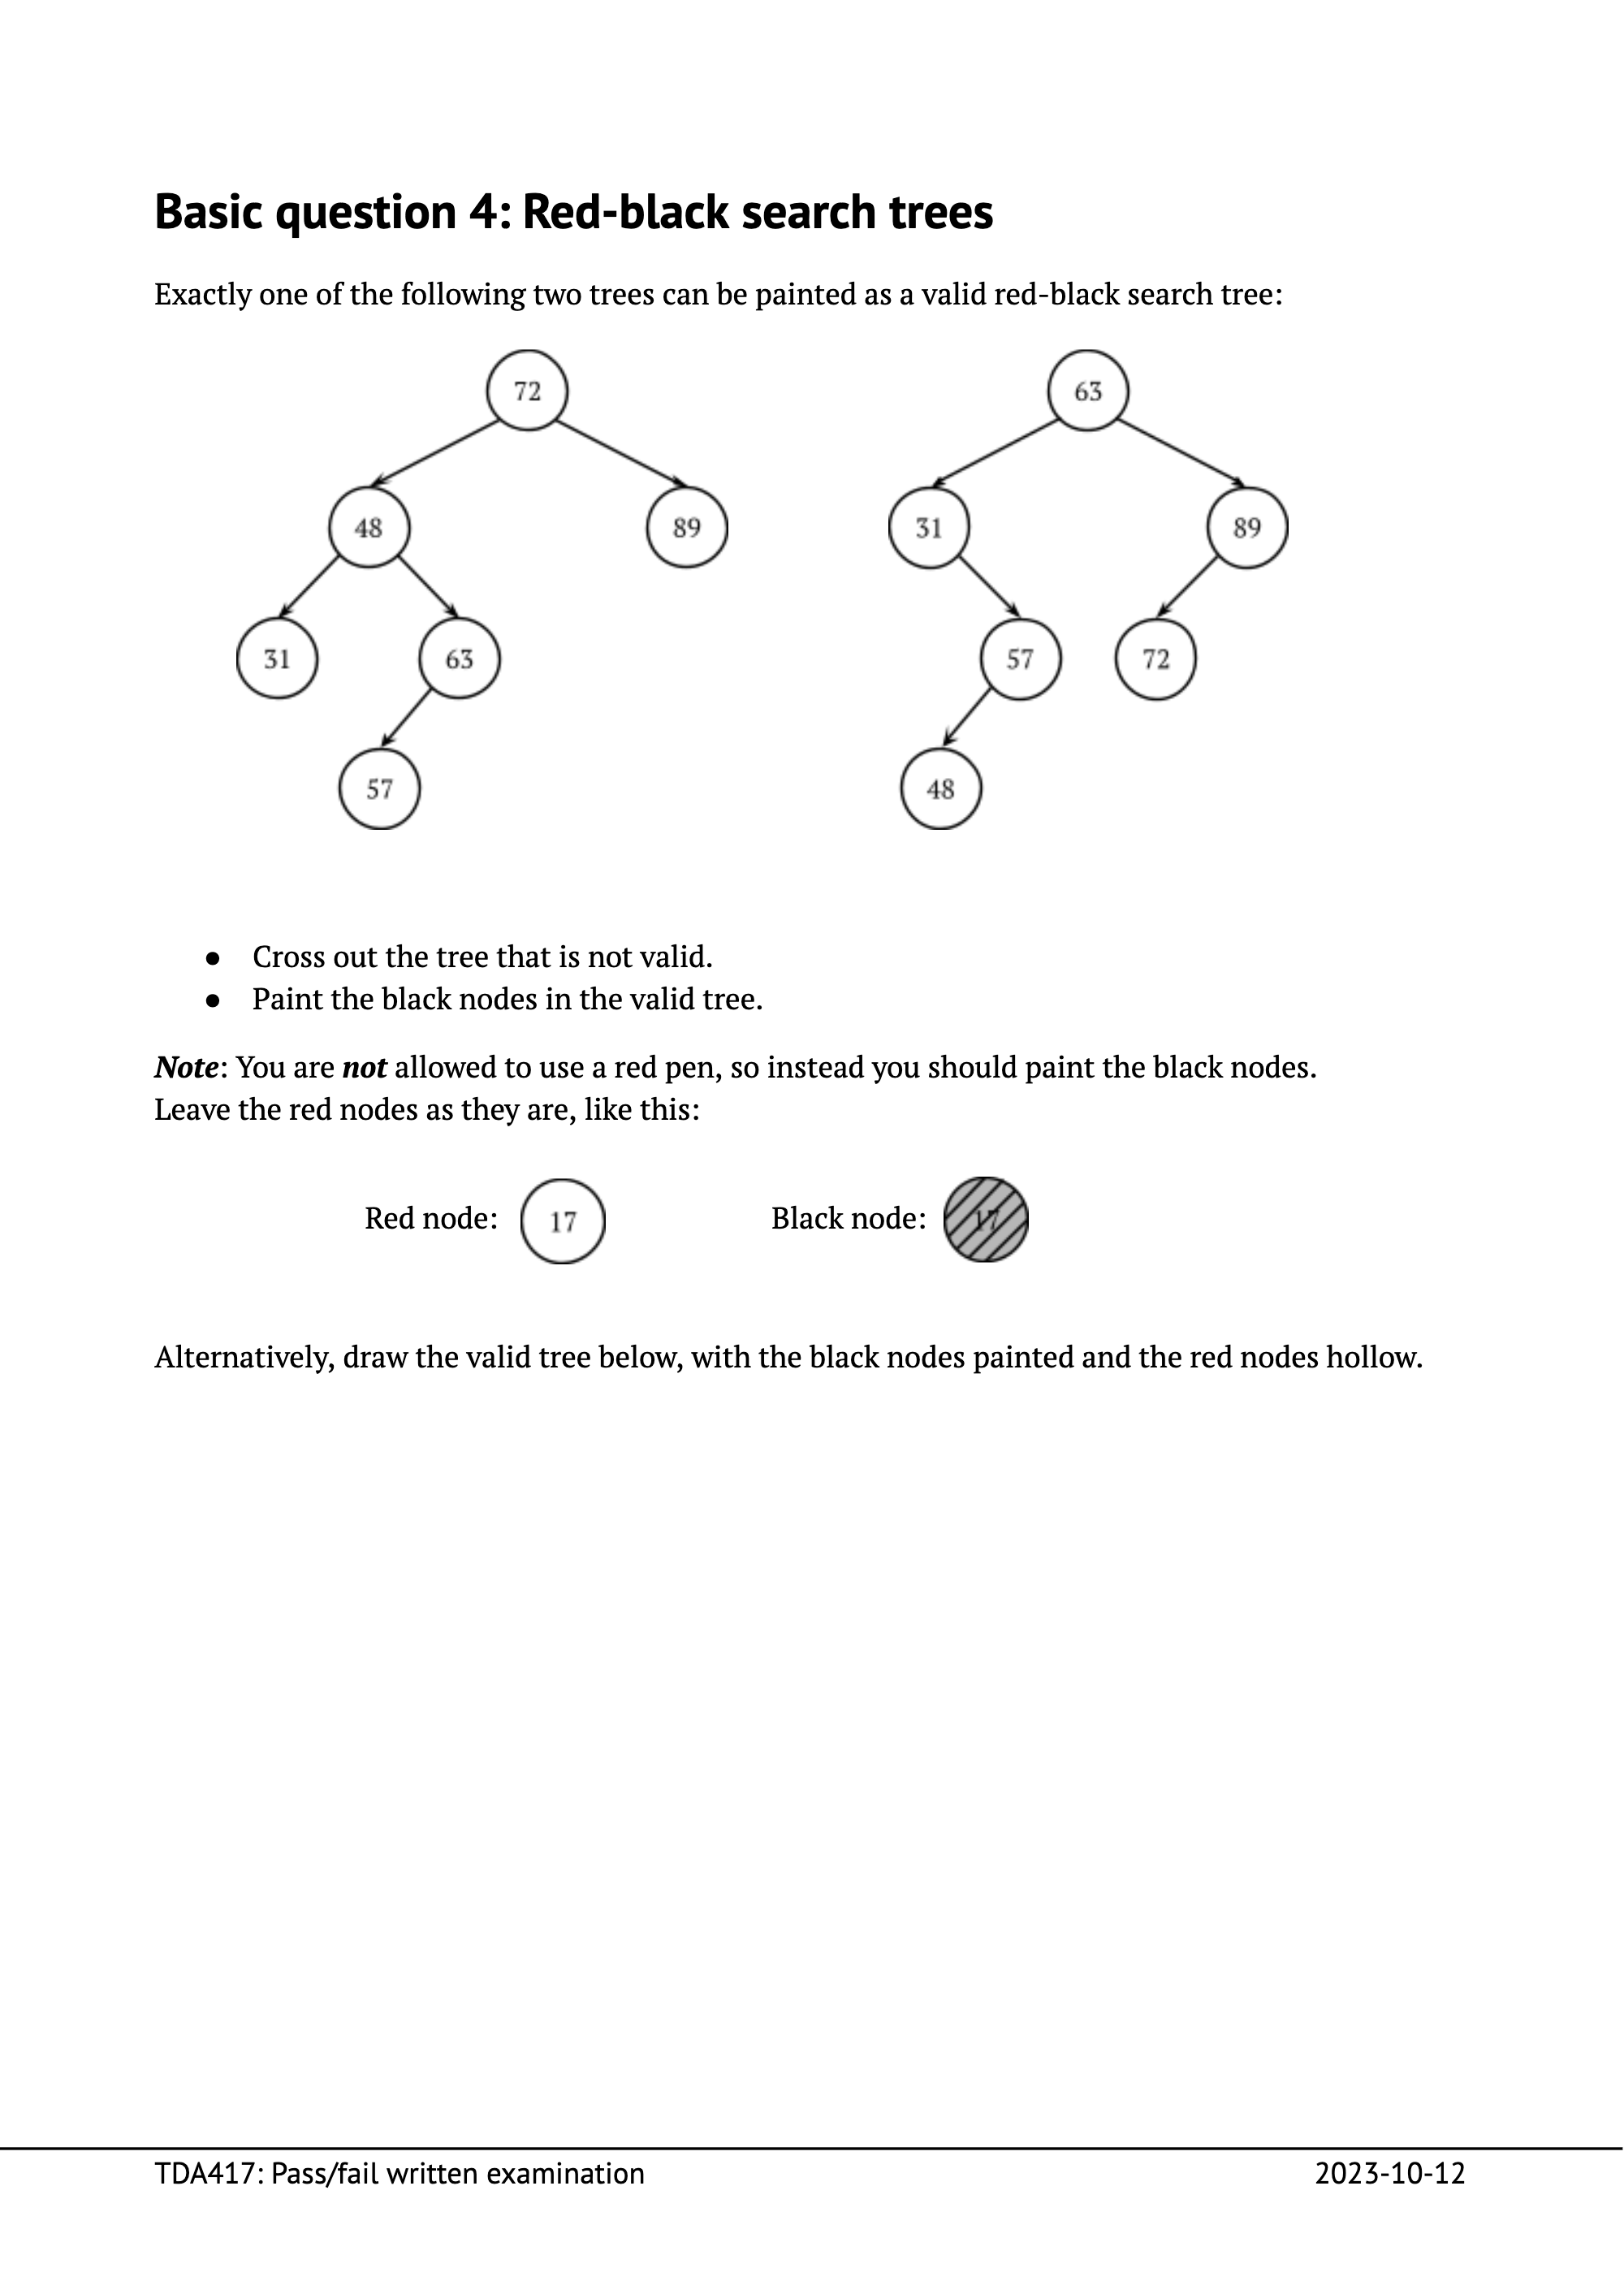 Basic question 4: Red-black search trees
Exactly one of the following two trees can be painted as a valid red-black search tree:
72
63
48
89
31
89
31
63
57
72
57
48
● Cross out the tree that is not valid.
● Paint the black nodes in the valid tree.
Note: You are not allowed to use a red pen, so instead you should paint the black nodes.
Leave the red nodes as they are, like this:
Red node: 17 Black node: 17
Alternatively, draw the valid tree below, with the black nodes painted and the red nodes hollow.
TDA417: Pass/fail written examination 2023-10-12